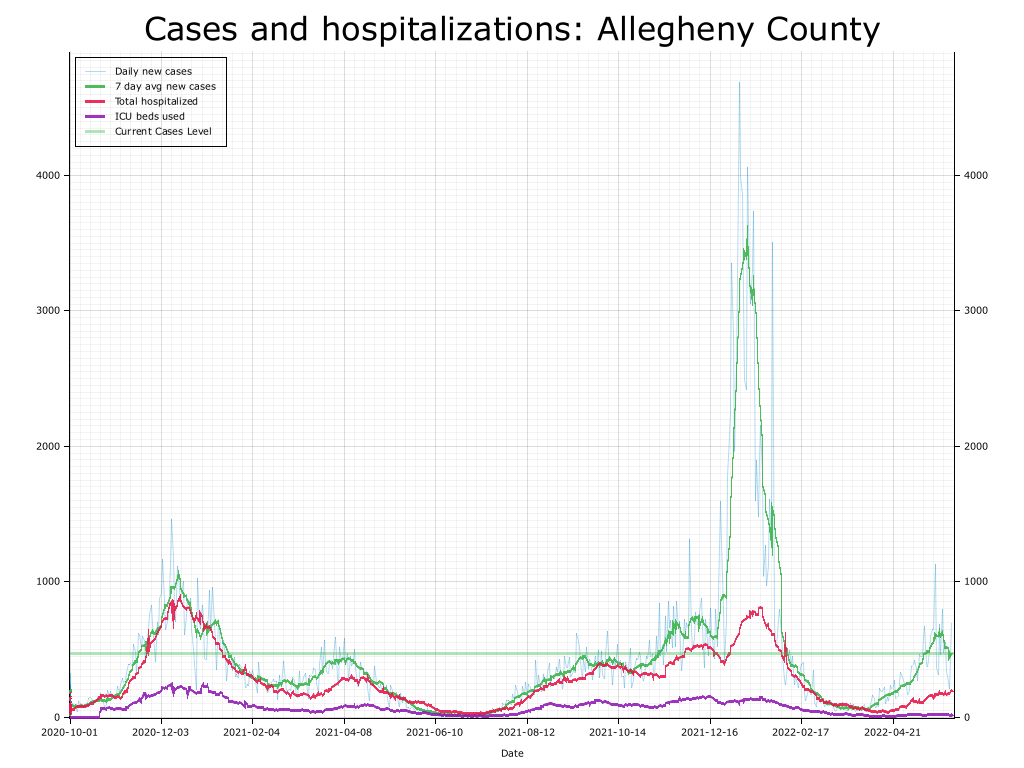 Cases and hospitalizations: Allegheny County
Daily new cases
7 day avg new cases
Total hospitalized
ICU beds used
Current Cases Level
4000 4000
3000 3000
2000 2000
1000 1000
0 0
2020-10-01 2020-12-03 2021-02-04 2021-04-08 2021-06-10 2021-08-12 2021-10-14 2021-12-16 2022-02-17 2022-04-21
Date